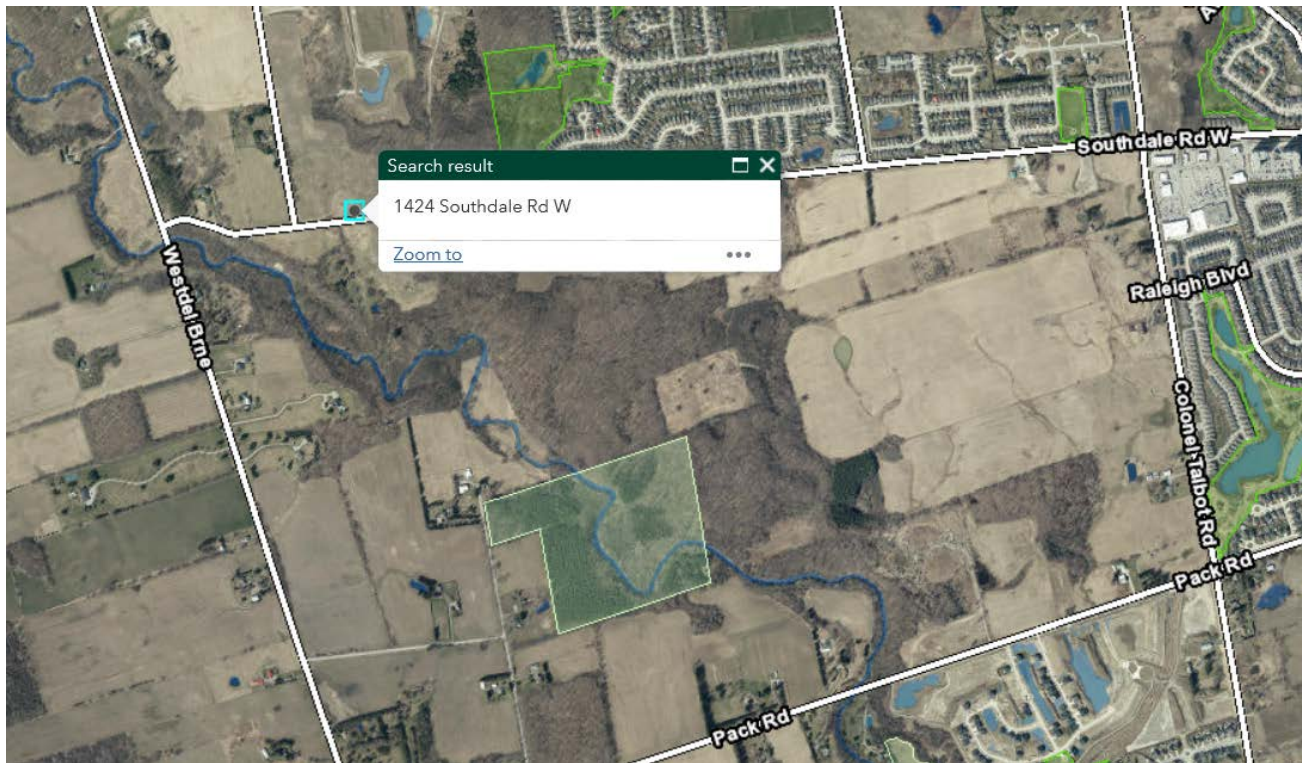 Southdale Rd W
Search result
1424 Southdale Rd W
Zoom to
Westdel Brne
Raleigh Blvd
Colonel Talbot Rd
Pack Rd
Pack Rd